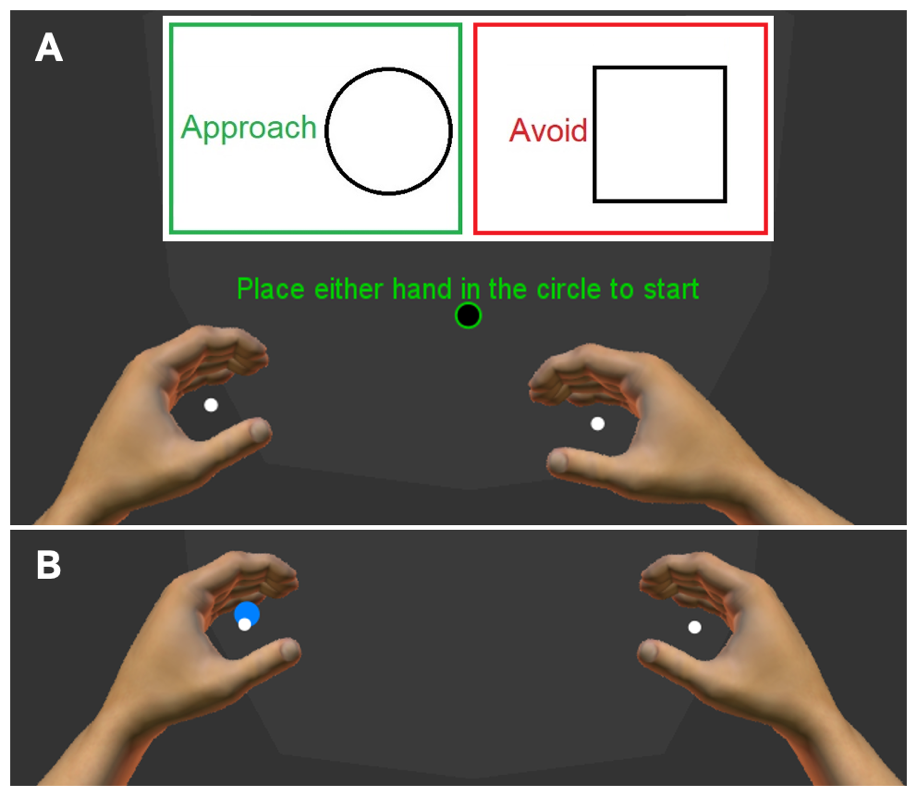 A
Approach
Avoid
Place either hand in the circle to start
B